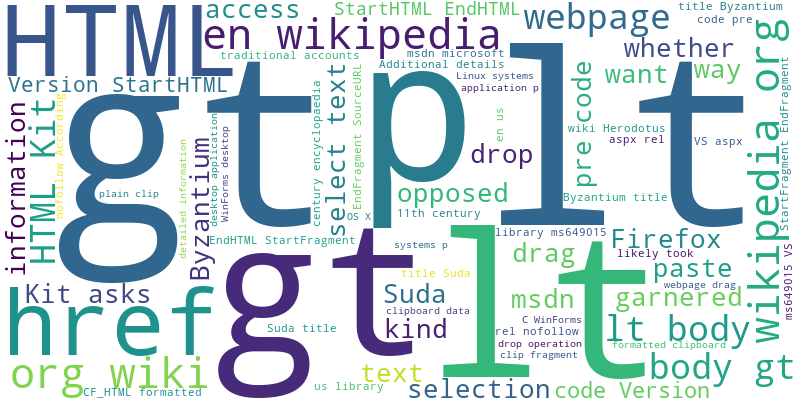 HTML
access
StartHTML EndHTML
webpage
title Byzantium
code pre
en wikipedia
traditional accounts
msdn microsoft
Additional details
Linux systems
application p
whether
want
way
Version StartHTML
gt
p
lt
information
HTML Kit
nofollow According
plain clip
detailed information
Byzantium
desktop application
WinForms desktop
century encyclopaedia
select text
EndFragment SourceURL
drop
en us
pre code
wiki Herodotus
aspx rel
VS aspx
wikipedia org
StartFragment EndFragment
ms649015 VS
opposed
Byzantium title
OS X
11th century
EndHTML StartFragment
gt
systems p
library ms649015
lt
Firefox
likely took
drag
paste
webpage drag
title Suda
Kit asks
Suda
clipboard data
msdn
garnered
href
Suda title
kind
C WinForms
rel nofollow
drop operation
clip fragment
lt body
formatted clipboard
org wiki
CF_HTML formatted
us library
text
selection
code Version
body gt